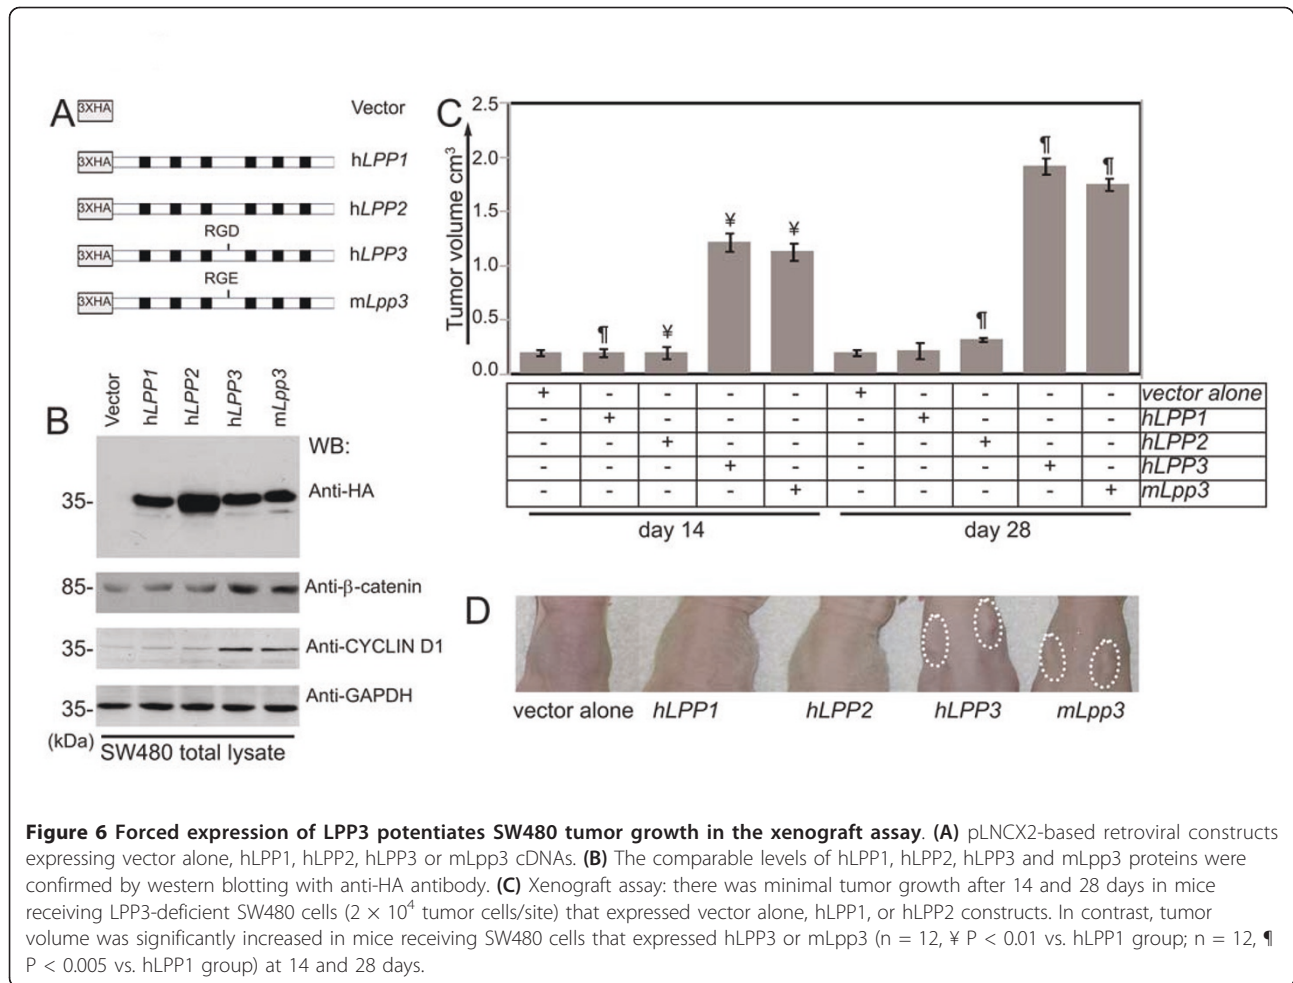 A
3XHA Vector
3XHA hLPP1
3XHA hLPP2
RGD
3XHA hLPP3
RGE
3XHA mLpp3
B
Vector hLPP1 hLPP2 hLPP3 mLpp3
WB:
35- Anti-HA
85- Anti-β-catenin
35- Anti-CYCLIN D1
35- Anti-GAPDH
(kDa)
SW480 total lysate
C
Tumor volume cm³
2.5
2.0
1.5
1.0
0.5
0.0
¶ ¥ ¥ ¥ ¶ ¶ ¶
+ - - - - + - - - - vector alone
- + - - - - + - - - hLPP1
- - + - - - - + - - hLPP2
- - - + - - - - + - hLPP3
- - - - + - - - - + mLpp3
day 14 day 28
D
vector alone hLPP1 hLPP2 hLPP3 mLpp3
Figure 6 Forced expression of LPP3 potentiates SW480 tumor growth in the xenograft assay. (A) pLNCX2-based retroviral constructs
expressing vector alone, hLPP1, hLPP2, hLPP3 or mLpp3 cDNAs. (B) The comparable levels of hLPP1, hLPP2, hLPP3 and mLpp3 proteins were
confirmed by western blotting with anti-HA antibody. (C) Xenograft assay: there was minimal tumor growth after 14 and 28 days in mice
receiving LPP3-deficient SW480 cells (2 × 10⁴ tumor cells/site) that expressed vector alone, hLPP1, or hLPP2 constructs. In contrast, tumor
volume was significantly increased in mice receiving SW480 cells that expressed hLPP3 or mLpp3 (n = 12, ¥ P < 0.01 vs. hLPP1 group; n = 12, ¶
P < 0.005 vs. hLPP1 group) at 14 and 28 days.